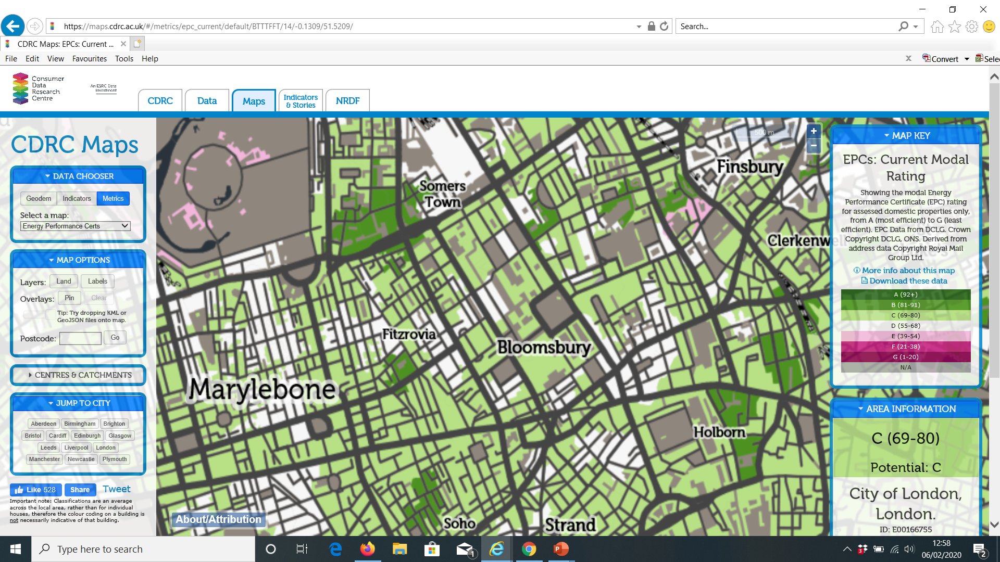 https://maps.cdrc.ac.uk/#/metrics/epc_current/default/BTTTFFT/14/-0.1309/51.5209/
Search...
CDRC Maps: EPCs: Current ...
File Edit View Favourites Tools Help
Convert
Sele
Consumer
Data
Research
Centre
An ESRC Data
Investment
CDRC
Data
Maps
Indicators
& Stories
NRDF
CDRC Maps
DATA CHOOSER
Geodem Indicators Metrics
Select a map:
Energy Performance Certs
MAP OPTIONS
Layers: Land Labels
Overlays: Pin Clear
Tip: Try dropping KML or
GeoJSON files onto map.
Postcode: Go
CENTRES & CATCHMENTS
JUMP TO CITY
Aberdeen Birmingham Brighton
Bristol Cardiff Edinburgh Glasgow
Leeds Liverpool London
Manchester Newcastle Plymouth
Like 528 Share Tweet
Important note: Classifications are an average
across the local area, rather than for individual
houses, therefore the colour coding on a building is
not necessarily indicative of that building.
500 m
+
−
Somers
Town
Finsbury
Clerkenwell
Fitzrovia
Bloomsbury
Marylebone
Holborn
Soho
Strand
About/Attribution
MAP KEY
EPCs: Current Modal
Rating
Showing the modal Energy
Performance Certificate (EPC) rating
for assessed domestic properties only,
from A (most efficient) to G (least
efficient). EPC Data from DCLG. Crown
Copyright DCLG, ONS. Derived from
address data Copyright Royal Mail
Group Ltd.
More info about this map
Download these data
A (92+)
B (81-91)
C (69-80)
D (55-68)
E (39-54)
F (21-38)
G (1-20)
N/A
AREA INFORMATION
C (69-80)
Potential: C
City of London,
London.
ID: E00166755
Type here to search
1
3
12:58
06/02/2020
2